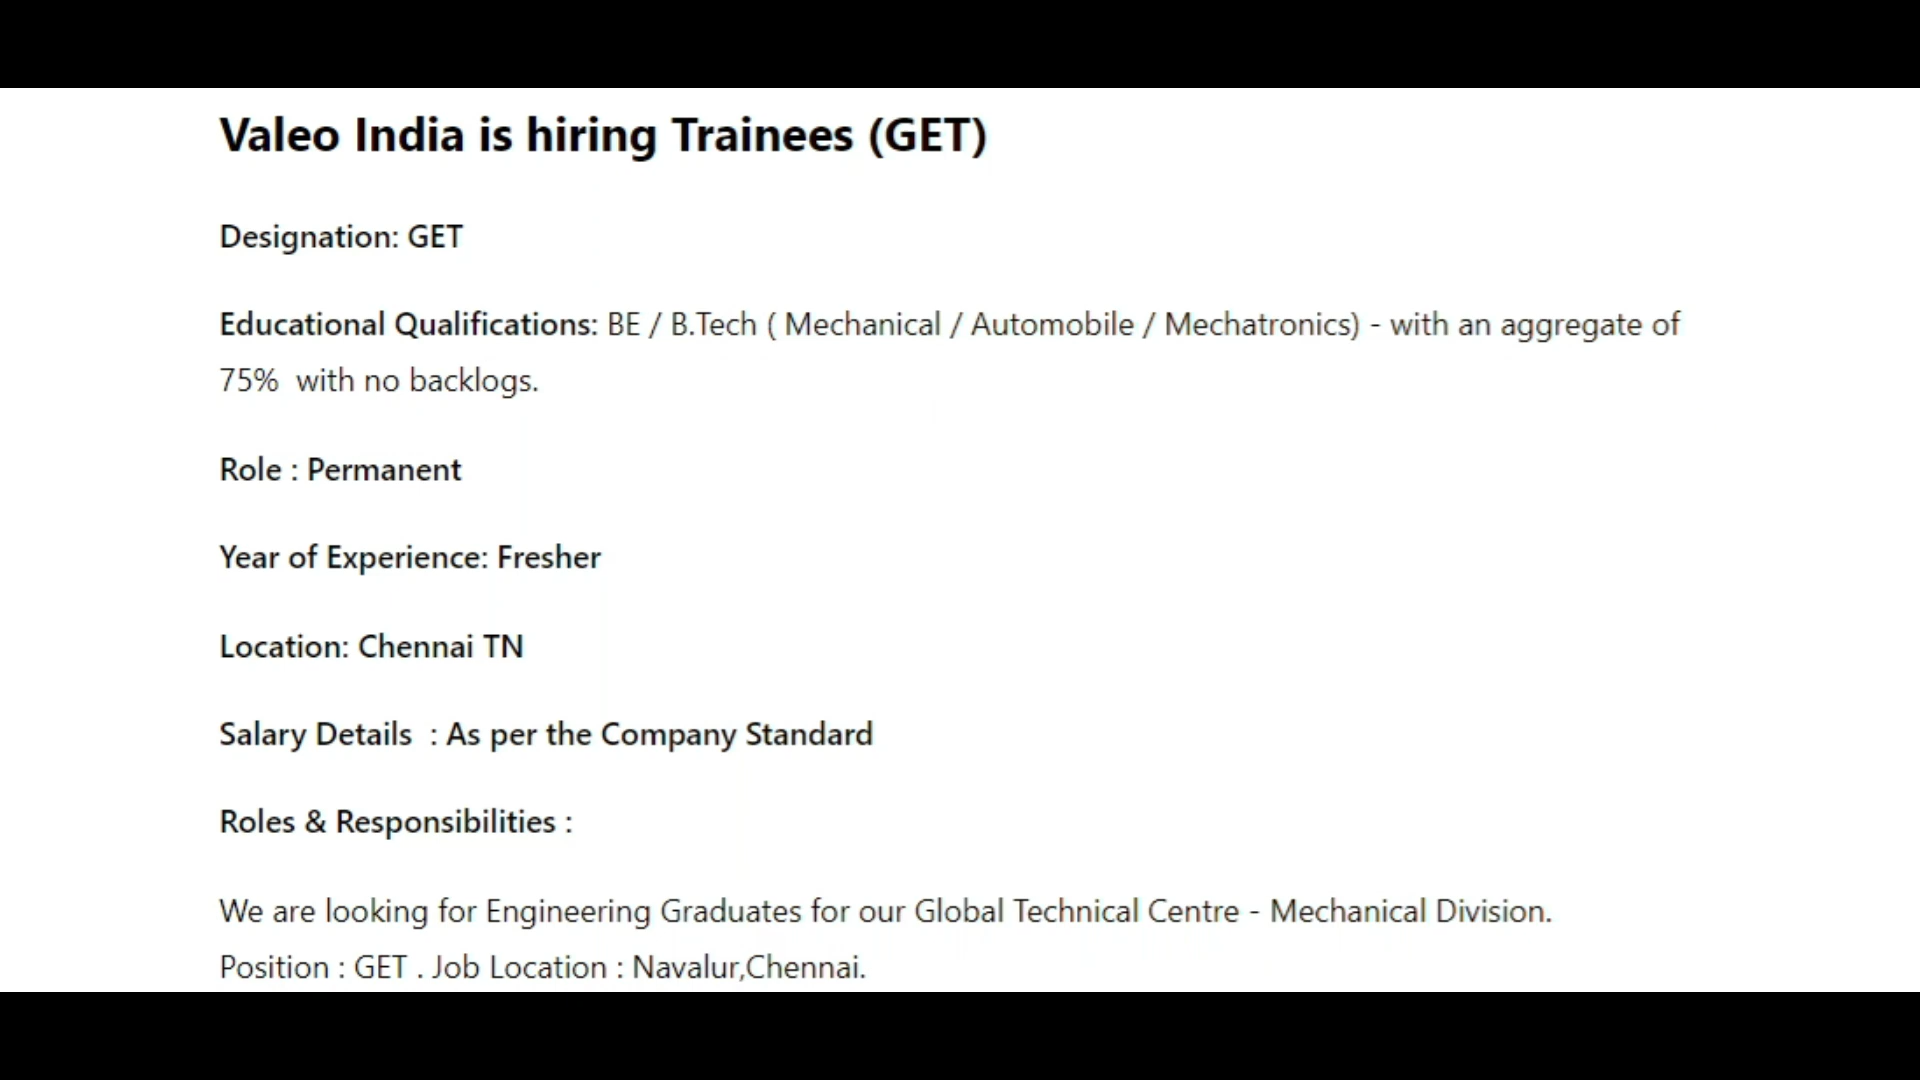 Valeo India is hiring Trainees (GET)
Designation: GET
Educational Qualifications: BE / B.Tech ( Mechanical / Automobile / Mechatronics) - with an aggregate of
75%  with no backlogs.
Role : Permanent
Year of Experience: Fresher
Location: Chennai TN
Salary Details  : As per the Company Standard
Roles & Responsibilities :
We are looking for Engineering Graduates for our Global Technical Centre - Mechanical Division.
Position : GET . Job Location : Navalur,Chennai.